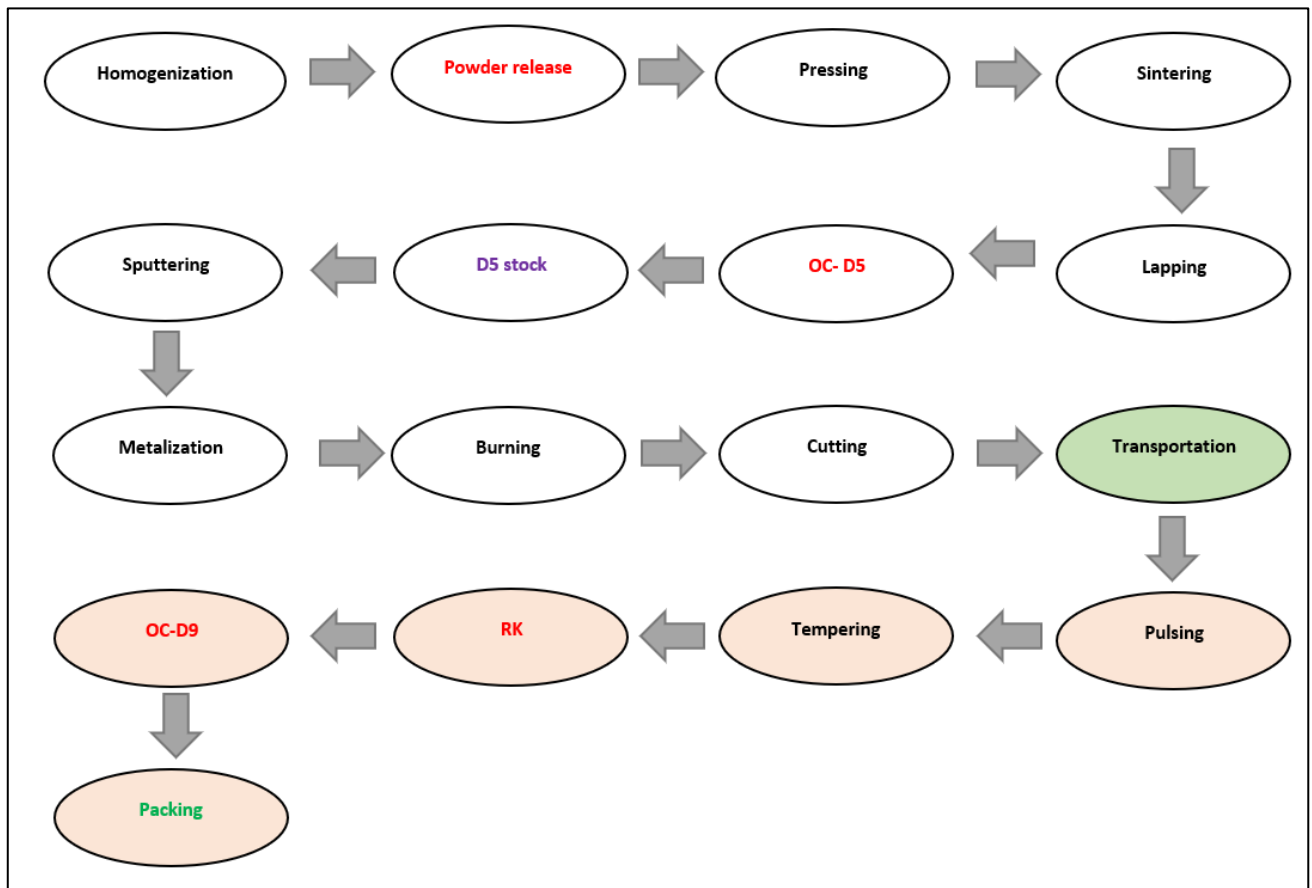 Homogenization
Powder release
Pressing
Sintering
Lapping
OC- D5
D5 stock
Sputtering
Metalization
Burning
Cutting
Transportation
Pulsing
Tempering
RK
OC-D9
Packing